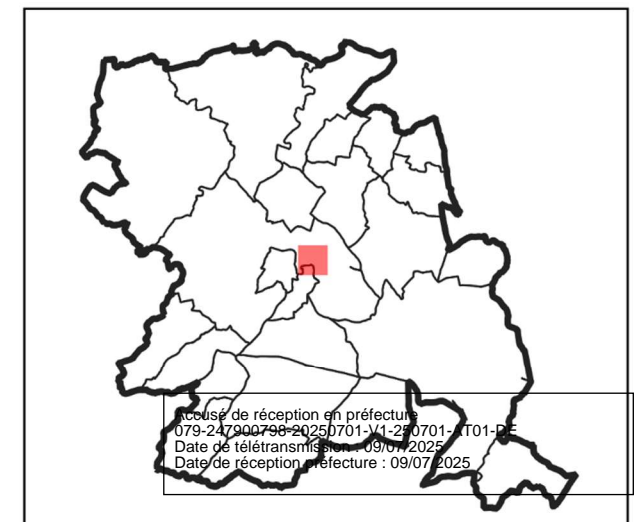 Accusé de réception en préfecture
079-247900798-20250701-V1-250701-AT01-DE
Date de télétransmission : 09/07/2025
Date de réception préfecture : 09/07/2025